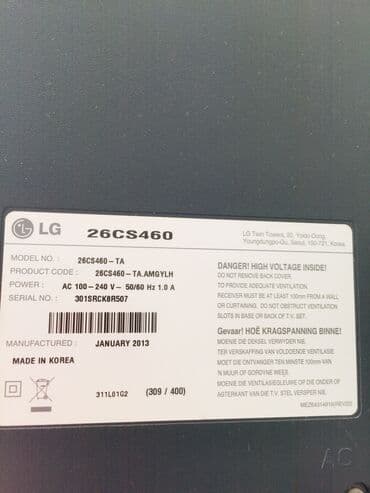 LG 26CS460
LG Twin Towers, 20, Yoido-Dong,
Youngdungpo-Gu, Seoul, 150-721, Korea
MODEL NO. : 26CS460-TA
PRODUCT CODE : 26CS460-TA.AMGYLH
POWER : AC 100-240 V~ 50/60 Hz 1.0 A
SERIAL NO. : 301SRCK8R507
MANUFACTURED : JANUARY 2013
MADE IN KOREA
311L01G2 (309 / 400)
DANGER! HIGH VOLTAGE INSIDE!
DO NOT REMOVE BACK COVER.
TO PROVIDE ADEQUATE VENTILATION,
RECEIVER MUST BE AT LEAST 100mm FROM A WALL
OR CURTAINS. DO NOT OBSTRUCT VENTILATION
SLOTS IN BASE OR BACK OF T.V. SET.
Gevaar! HOË KRAGSPANNING BINNE!
MOENIE DIE DEKSEL VERWYDER NIE.
TER VERSKAFFING VAN VOLDOENDE VENTILASIE
MOET DIE ONTVANGER TEN MINSTE 100mm VAN
'N MUUR OF GORDYNE WEES.
MOENIE DIE VENTILASIEGLEUWE OP DIE ONDER OF
AGTERKANT VAN DIE T.V. STEL VERSPER NIE.
AC